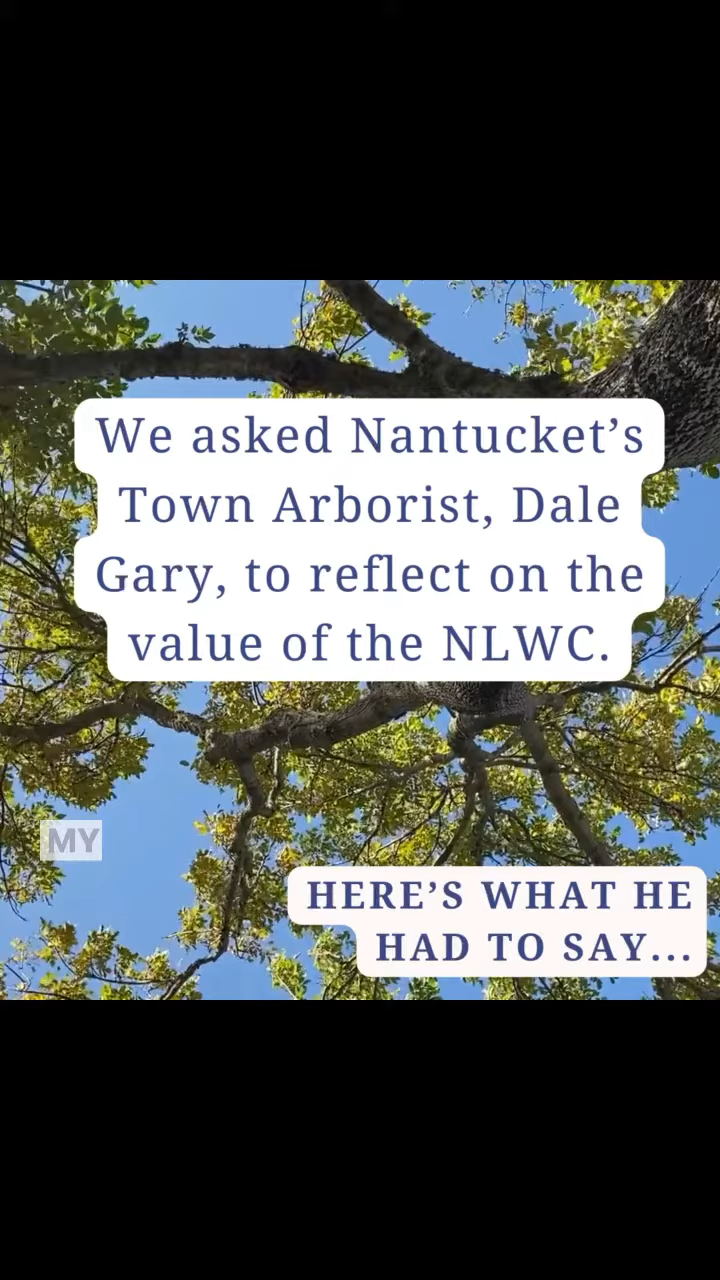 We asked Nantucket’s
Town Arborist, Dale
Gary, to reflect on the
value of the NLWC.
MY
HERE’S WHAT HE
HAD TO SAY...